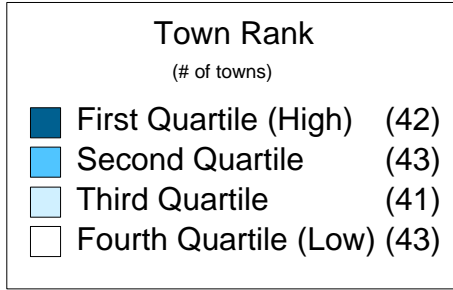 Town Rank
(# of towns)
First Quartile (High) (42)
Second Quartile (43)
Third Quartile (41)
Fourth Quartile (Low) (43)